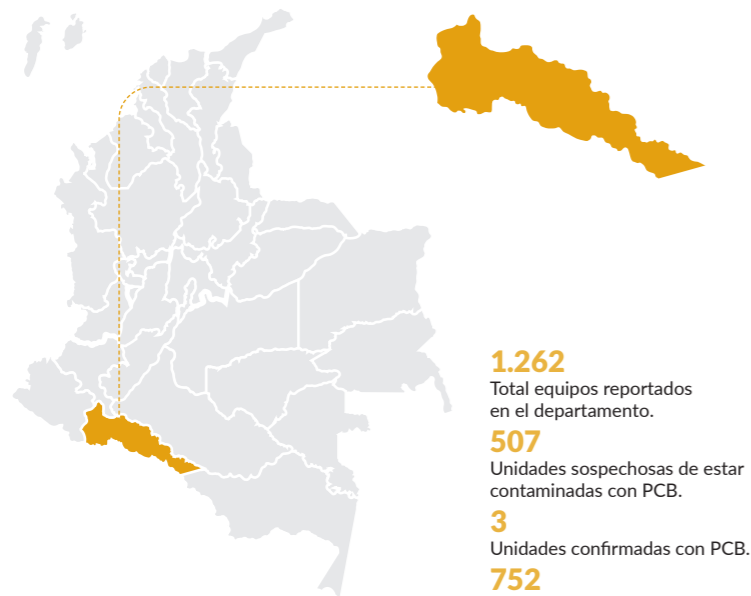 1.262
Total equipos reportados
en el departamento.
507
Unidades sospechosas de estar
contaminadas con PCB.
3
Unidades confirmadas con PCB.
752